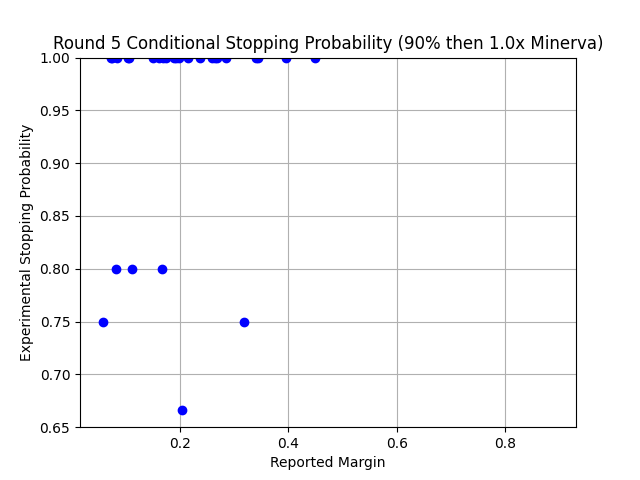 Round 5 Conditional Stopping Probability (90% then 1.0x Minerva)
1.00
0.95
0.90
0.85
0.80
0.75
0.70
0.65
Experimental Stopping Probability
0.2 0.4 0.6 0.8
Reported Margin